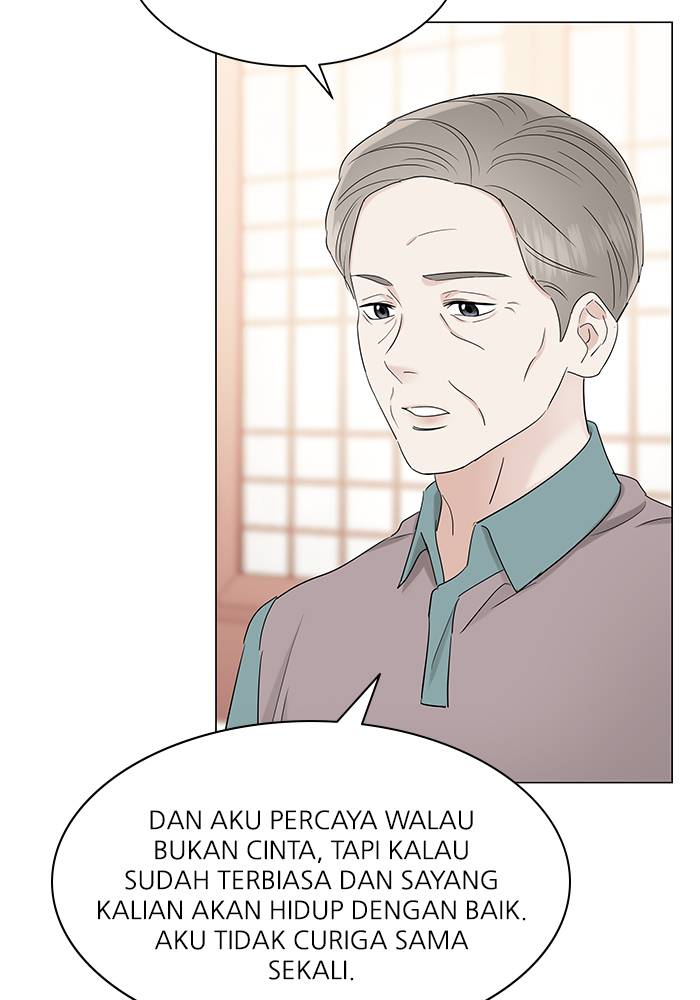 DAN AKU PERCAYA WALAU
BUKAN CINTA, TAPI KALAU
SUDAH TERBIASA DAN SAYANG
KALIAN AKAN HIDUP DENGAN BAIK.
AKU TIDAK CURIGA SAMA
SEKALI.